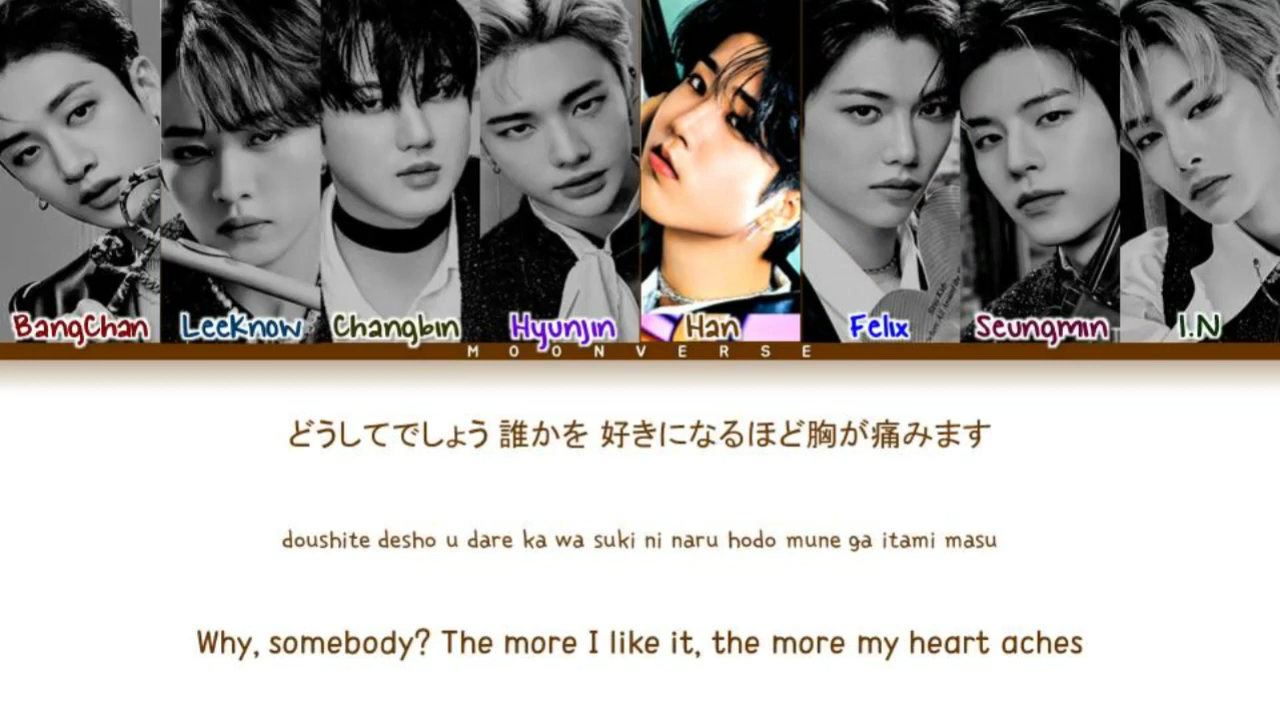 BangChan LeeKnow Changbin Hyunjin Han Felix Seungmin I.N
MOONVERSE
どうしてでしょう 誰かを 好きになるほど胸が痛みます
doushite desho u dare ka wa suki ni naru hodo mune ga itami masu
Why, somebody? The more I like it, the more my heart aches